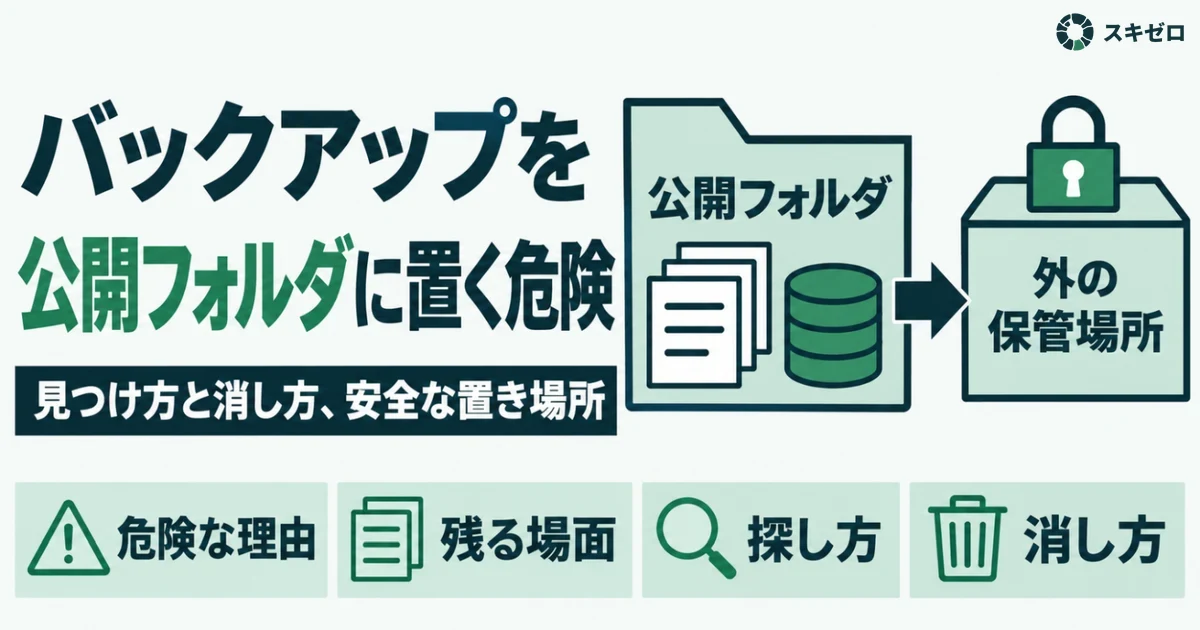 スキゼロ
バックアップを
公開フォルダに置く危険
見つけ方と消し方、安全な置き場所
公開フォルダ
外の
保管場所
危険な理由
残る場面
探し方
消し方